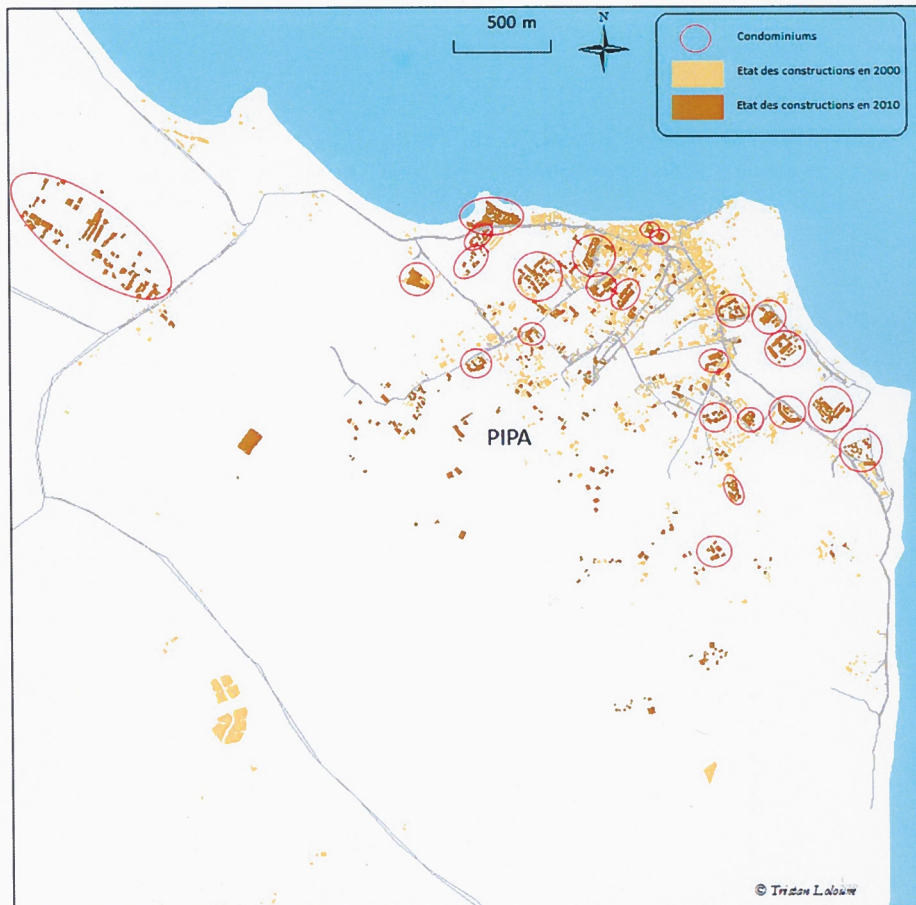 500 m
N
Condominiums
Etat des constructions en 2000
Etat des constructions en 2010
PIPA
© Tristan Loloum